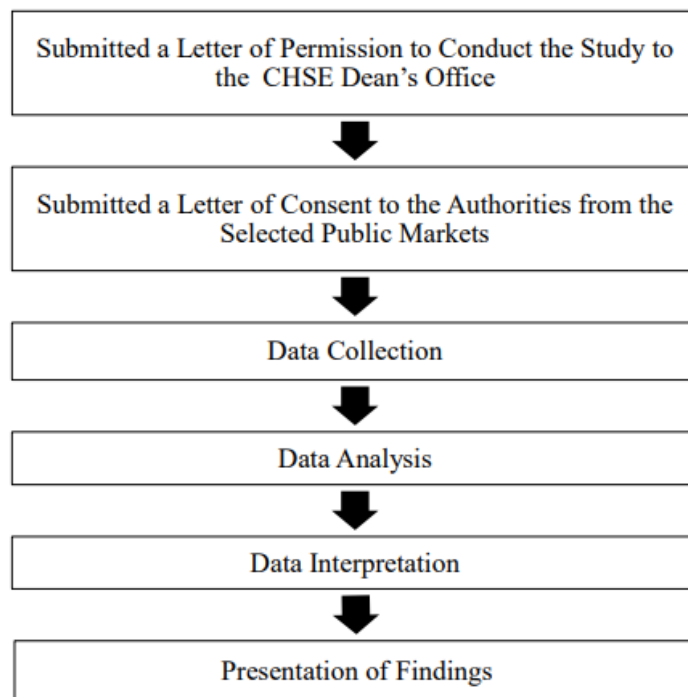 Submitted a Letter of Permission to Conduct the Study to
the CHSE Dean's Office
Submitted a Letter of Consent to the Authorities from the
Selected Public Markets
Data Collection
Data Analysis
Data Interpretation
Presentation of Findings